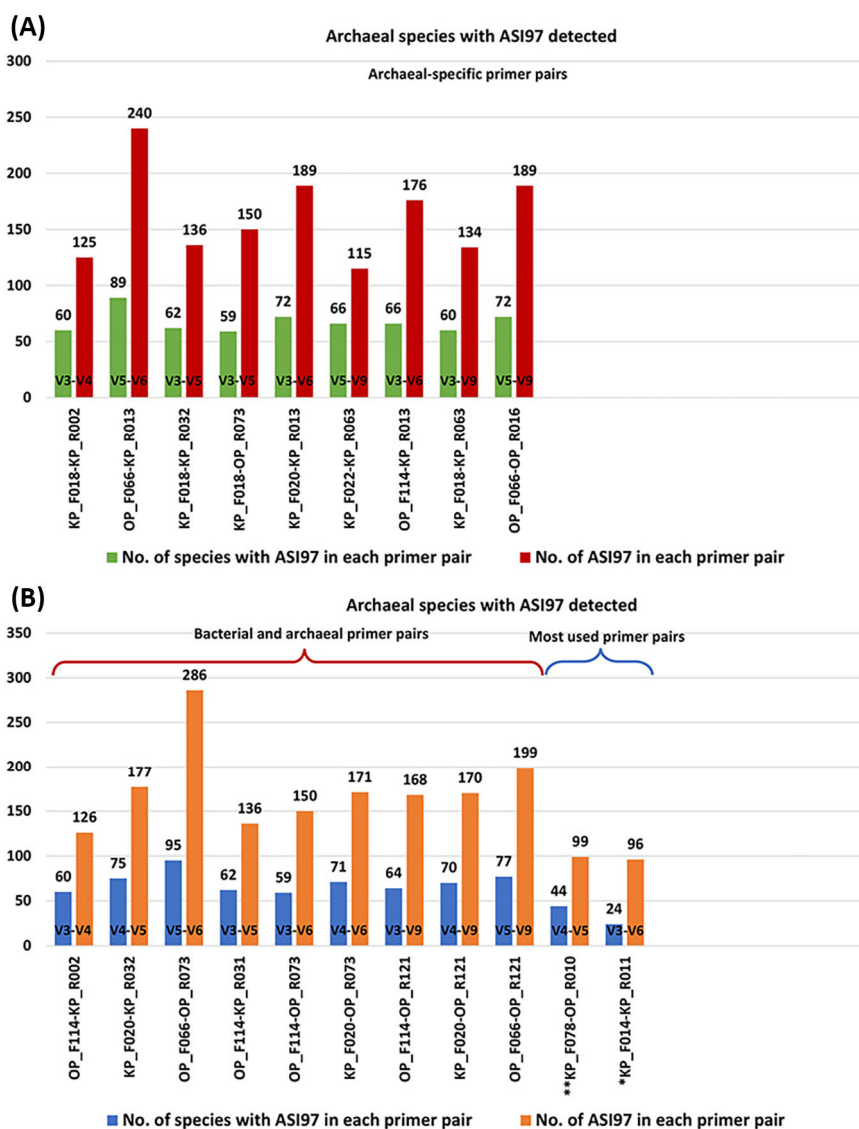 (A)
Archaeal species with ASI97 detected
Archaeal-specific primer pairs
300
250
200
150
100
50
0
60 125
89 240
62 136
59 150
72 189
66 115
66 176
60 134
72 189
V3-V4 V5-V6 V3-V5 V3-V5 V3-V6 V5-V9 V3-V6 V3-V9 V5-V9
KP_F018-KP_R002
OP_F066-KP_R013
KP_F018-KP_R032
KP_F018-OP_R073
KP_F020-KP_R013
KP_F022-KP_R063
OP_F114-KP_R013
KP_F018-KP_R063
OP_F066-OP_R016
No. of species with ASI97 in each primer pair No. of ASI97 in each primer pair
(B)
Archaeal species with ASI97 detected
Bacterial and archaeal primer pairs Most used primer pairs
350
300
250
200
150
100
50
0
60 126
75 177
95 286
62 136
59 150
71 171
64 168
70 170
77 199
44 99
24 96
V3-V4 V4-V5 V5-V6 V3-V5 V3-V6 V4-V6 V3-V9 V4-V9 V5-V9 V4-V5 V3-V6
OP_F114-KP_R002
KP_F020-KP_R032
OP_F066-OP_R073
OP_F114-KP_R031
OP_F114-OP_R073
KP_F020-OP_R073
OP_F114-OP_R121
KP_F020-OP_R121
OP_F066-OP_R121
**KP_F078-OP_R010
*KP_F014-KP_R011
No. of species with ASI97 in each primer pair No. of ASI97 in each primer pair